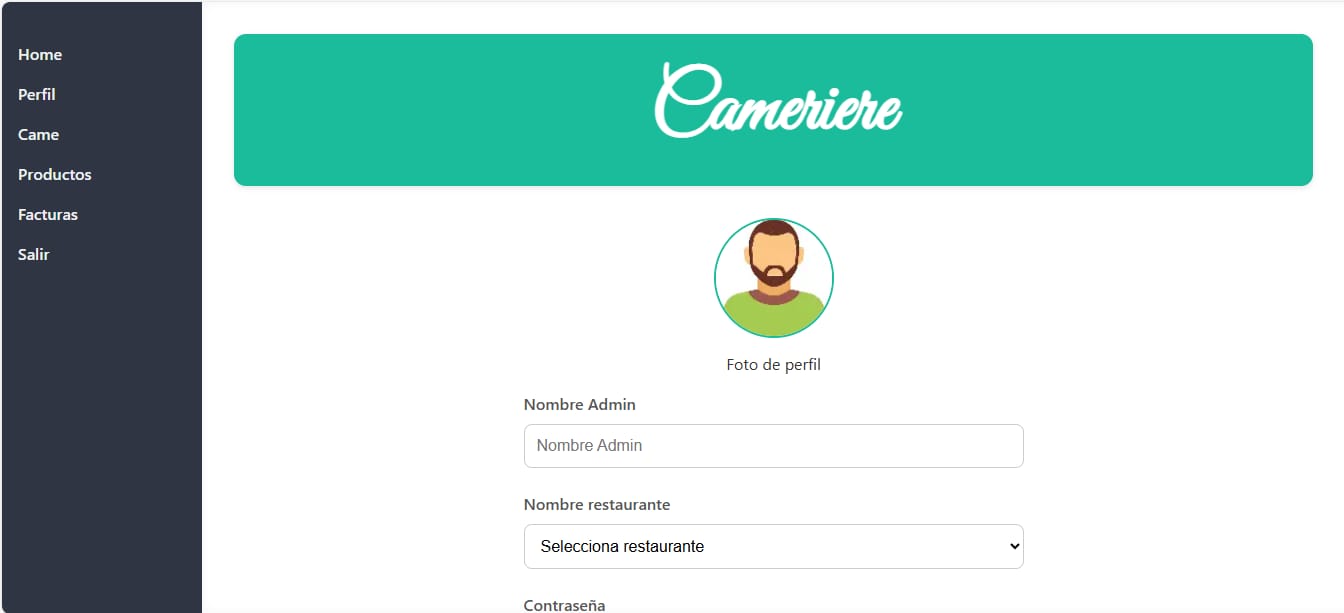 Home
Perfil
Came
Productos
Facturas
Salir
Cameriere
Foto de perfil
Nombre Admin
Nombre Admin
Nombre restaurante
Selecciona restaurante
Contraseña